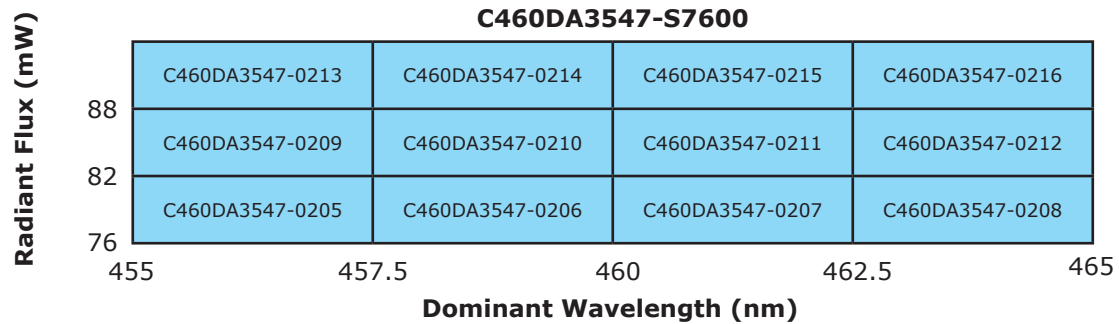 C460DA3547-S7600
Radiant Flux (mW)
C460DA3547-0213 C460DA3547-0214 C460DA3547-0215 C460DA3547-0216
88
C460DA3547-0209 C460DA3547-0210 C460DA3547-0211 C460DA3547-0212
82
C460DA3547-0205 C460DA3547-0206 C460DA3547-0207 C460DA3547-0208
76
455 457.5 460 462.5 465
Dominant Wavelength (nm)